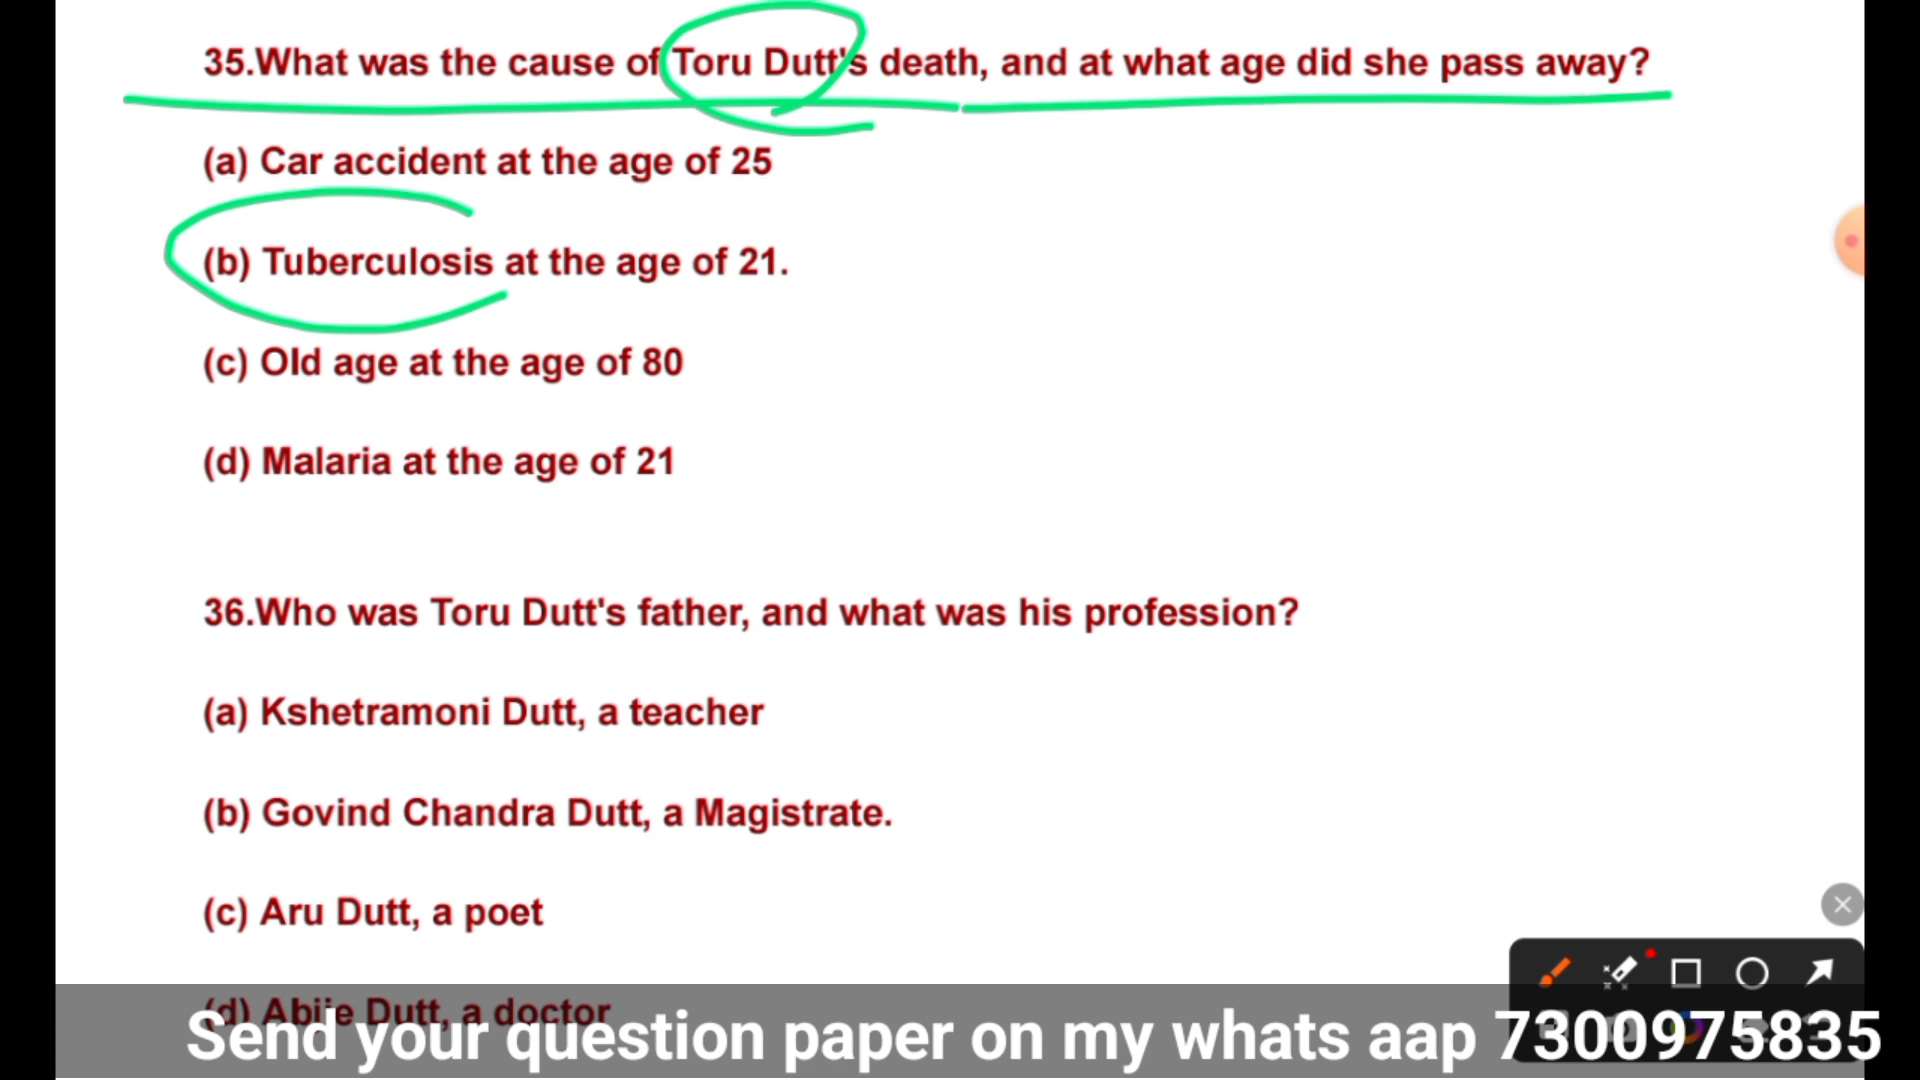 35.What was the cause of Toru Dutt's death, and at what age did she pass away?
(a) Car accident at the age of 25
(b) Tuberculosis at the age of 21.
(c) Old age at the age of 80
(d) Malaria at the age of 21
36.Who was Toru Dutt's father, and what was his profession?
(a) Kshetramoni Dutt, a teacher
(b) Govind Chandra Dutt, a Magistrate.
(c) Aru Dutt, a poet
(d) Abjie Dutt, a doctor
Send your question paper on my whats aap 7300975835